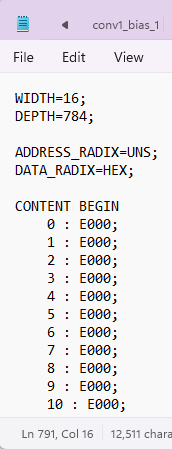 conv1_bias_1
File Edit View
WIDTH=16;
DEPTH=784;
ADDRESS_RADIX=UNS;
DATA_RADIX=HEX;
CONTENT BEGIN
0 : E000;
1 : E000;
2 : E000;
3 : E000;
4 : E000;
5 : E000;
6 : E000;
7 : E000;
8 : E000;
9 : E000;
10 : E000;
Ln 791, Col 16 12,511 chara